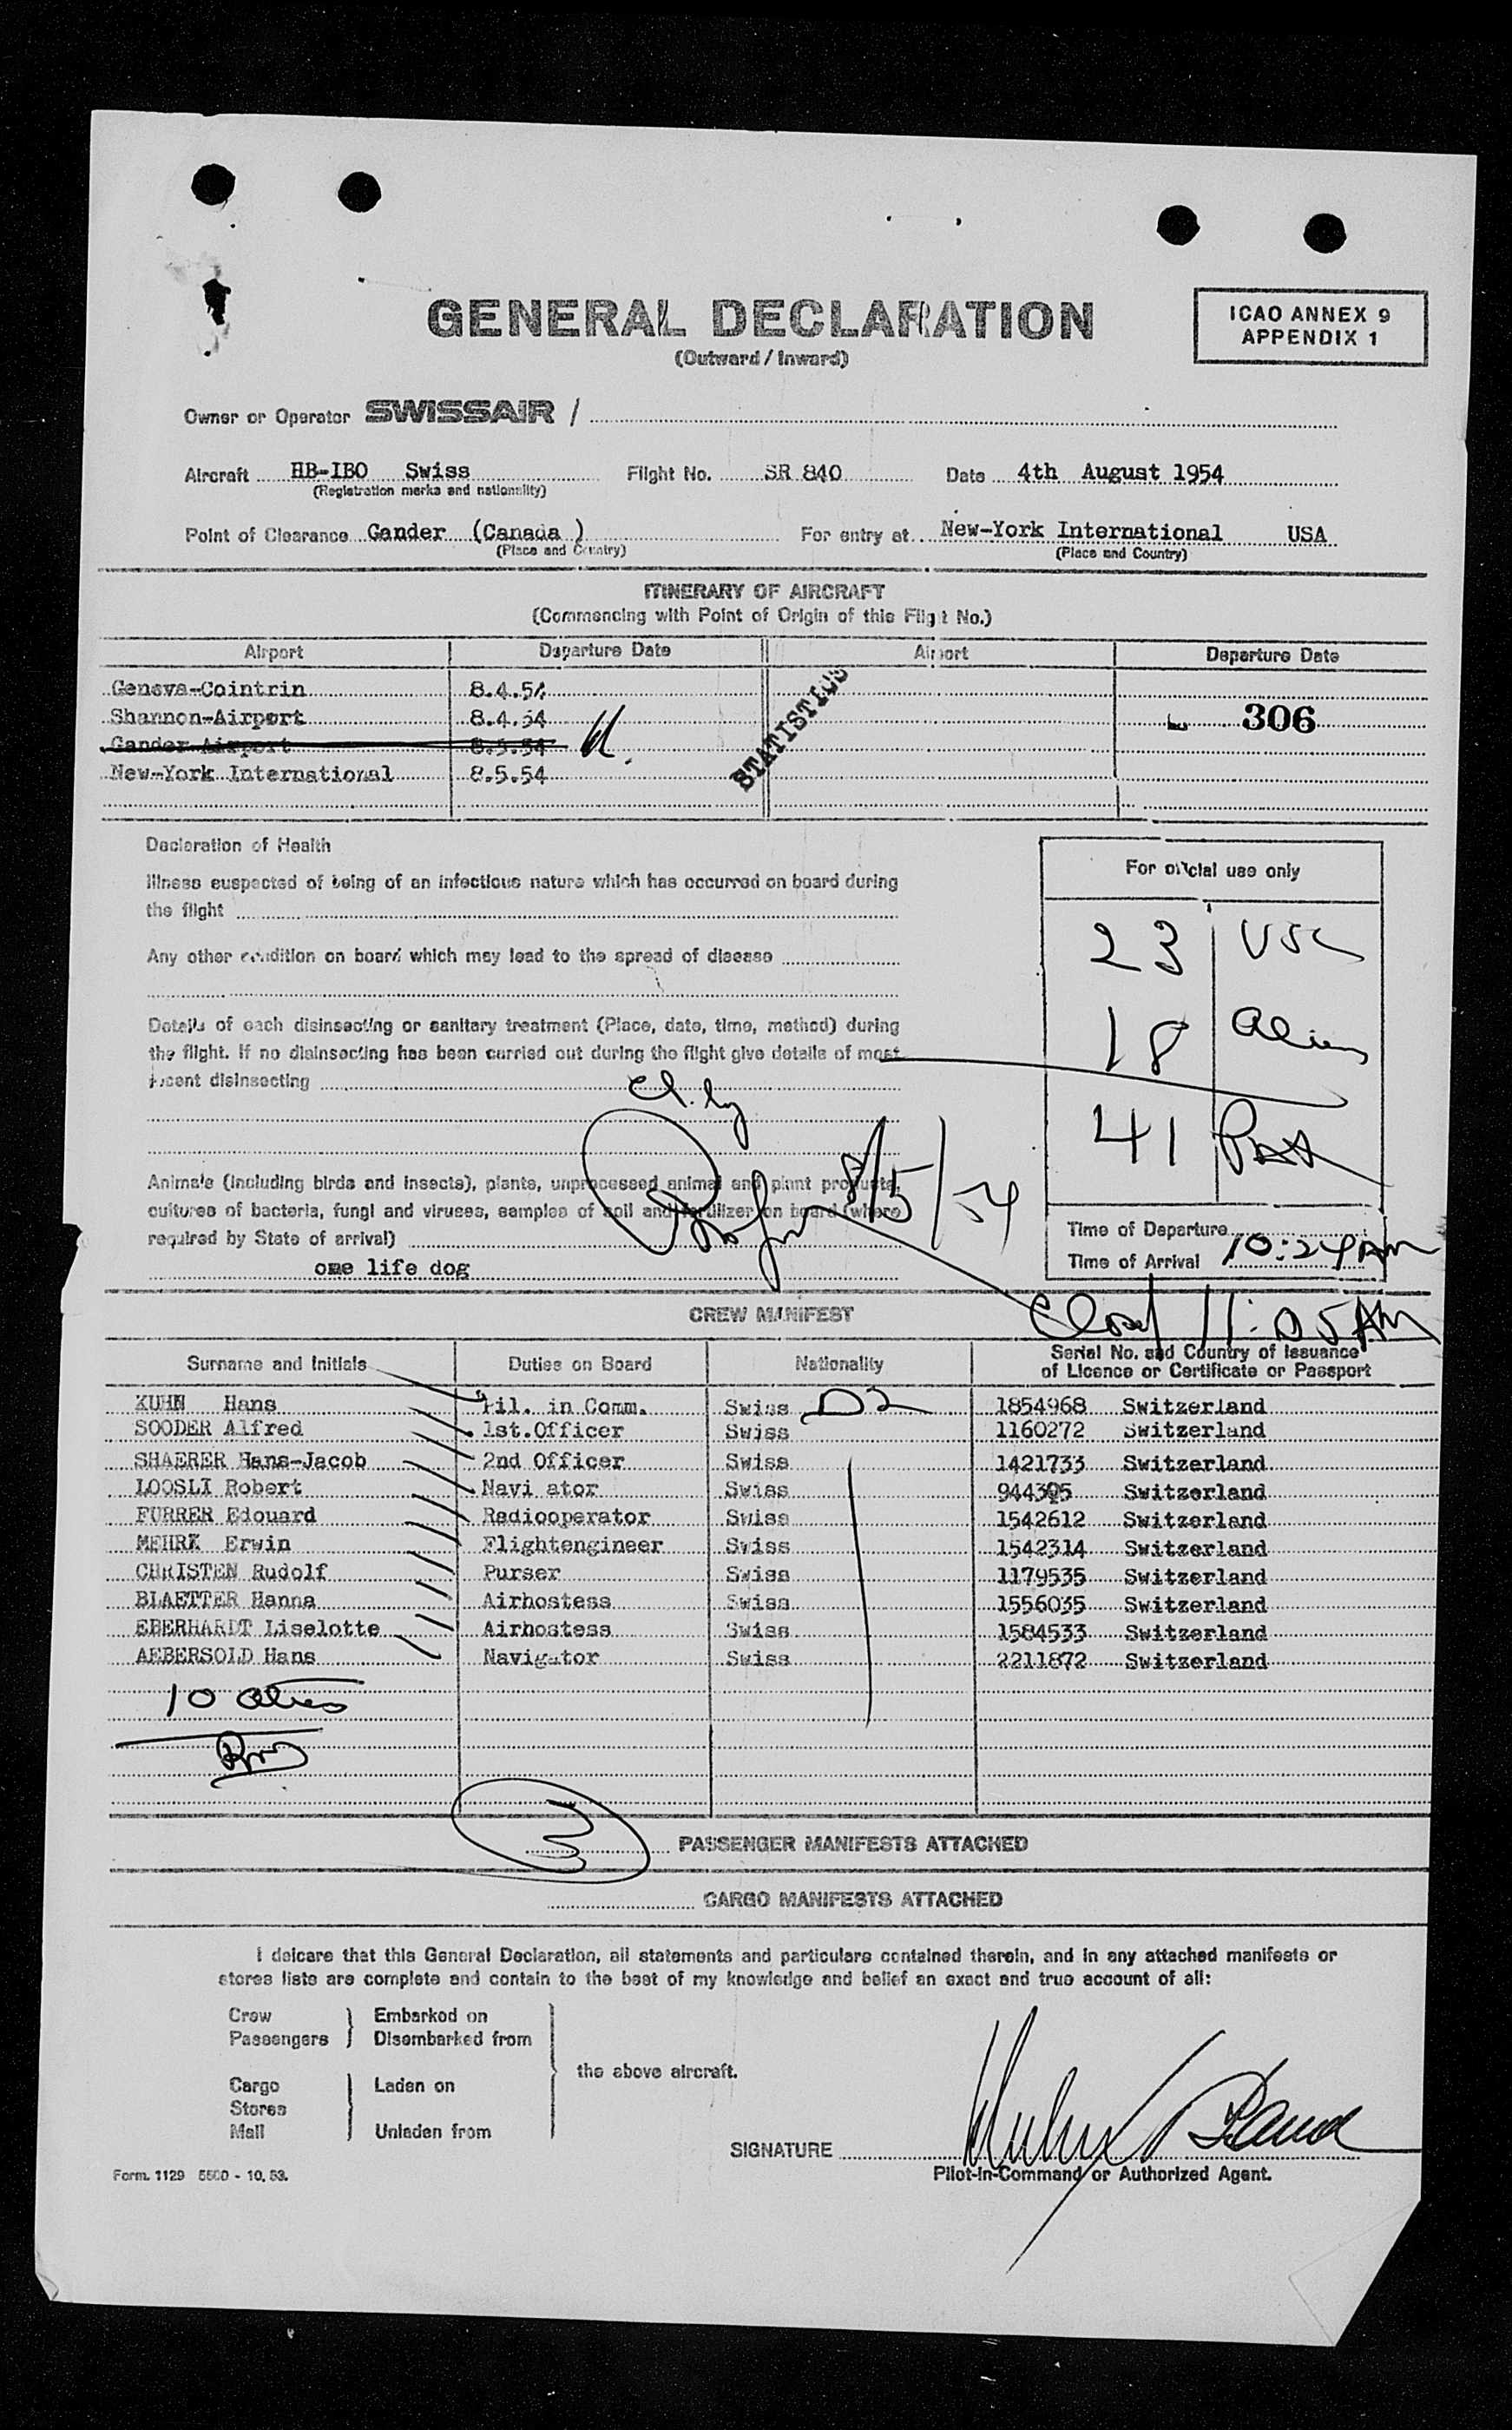 GENERAL DECLARATION
(Outward / Inward)
ICAO ANNEX 9
APPENDIX 1
Owner or Operator SWISSAIR /
Aircraft HB-IBO Swiss Flight No. SR 840 Date 4th August 1954
(Registration marks and nationality)
Point of Clearance Gander (Canada ) For entry at New-York International USA
(Place and Country) (Place and Country)
ITINERARY OF AIRCRAFT
(Commencing with Point of Origin of this Flight No.)
Airport Departure Date Airport Departure Date
Geneva-Cointrin 8.4.54
Shannon-Airport 8.4.54 306
Gander Airport 8.5.54
New-York International 8.5.54
STATISTICS
Declaration of Health
Illness suspected of being of an infectious nature which has occurred on board during
the flight
Any other condition on board which may lead to the spread of disease
Details of each disinsecting or sanitary treatment (Place, date, time, method) during
the flight. If no disinsecting has been carried out during the flight give details of most
recent disinsecting
Animals (including birds and insects), plants, unprocessed animal and plant products,
cultures of bacteria, fungi and viruses, samples of soil and fertilizer on board (where
required by State of arrival)
one life dog
8/5/54
For official use only
23 USC
18 Aliens
41 Pax
Time of Departure
Time of Arrival 10:24 AM
Closed 11:05 AM
CREW MANIFEST
Surname and Initials Duties on Board Nationality Serial No. and Country of Issuance
of Licence or Certificate or Passport
KUHN Hans Pil. in Comm. Swiss D2 1854968 Switzerland
SOODER Alfred 1st.Officer Swiss 1160272 Switzerland
SHAERER Hans-Jacob 2nd Officer Swiss 1421733 Switzerland
LOOSLI Robert Navi ator Swiss 944395 Switzerland
FURRER Edouard Radiooperator Swiss 1542612 Switzerland
MEHRK Erwin Flightengineer Swiss 1542314 Switzerland
CHRISTEN Rudolf Purser Swiss 1179535 Switzerland
BLAETTER Hanna Airhostess Swiss 1556035 Switzerland
EBERHARDT Liselotte Airhostess Swiss 1584533 Switzerland
AEBERSOLD Hans Navigator Swiss 2211872 Switzerland
10 aliens
3 PASSENGER MANIFESTS ATTACHED
CARGO MANIFESTS ATTACHED
I delcare that this General Declaration, all statements and particulars contained therein, and in any attached manifests or
stores lists are complete and contain to the best of my knowledge and belief an exact and true account of all:
Crew Embarked on
Passengers Disembarked from
the above aircraft.
Cargo Laden on
Stores
Mail Unladen from
SIGNATURE
Pilot-in-Command or Authorized Agent.
Form. 1129 5500 - 10. 53.